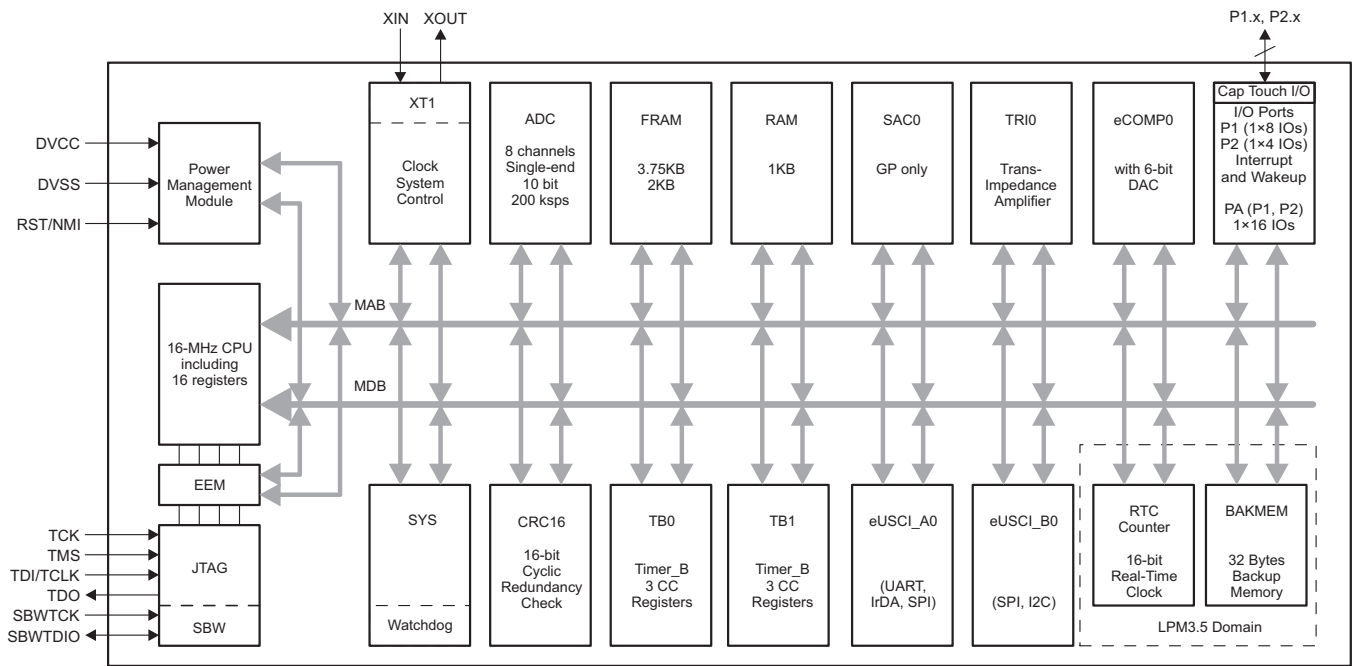 XIN XOUT
P1.x, P2.x
DVCC
DVSS
RST/NMI
Power
Management
Module
XT1
Clock
System
Control
ADC
8 channels
Single-end
10 bit
200 ksps
FRAM
3.75KB
2KB
RAM
1KB
SAC0
GP only
TRI0
Trans-
Impedance
Amplifier
eCOMP0
with 6-bit
DAC
Cap Touch I/O
I/O Ports
P1 (1×8 IOs)
P2 (1×4 IOs)
Interrupt
and Wakeup
PA (P1, P2)
1×16 IOs
MAB
16-MHz CPU
including
16 registers
MDB
EEM
TCK
TMS
TDI/TCLK
TDO
SBWTCK
SBWTDIO
JTAG
SBW
SYS
Watchdog
CRC16
16-bit
Cyclic
Redundancy
Check
TB0
Timer_B
3 CC
Registers
TB1
Timer_B
3 CC
Registers
eUSCI_A0
(UART,
IrDA, SPI)
eUSCI_B0
(SPI, I2C)
RTC
Counter
16-bit
Real-Time
Clock
BAKMEM
32 Bytes
Backup
Memory
LPM3.5 Domain